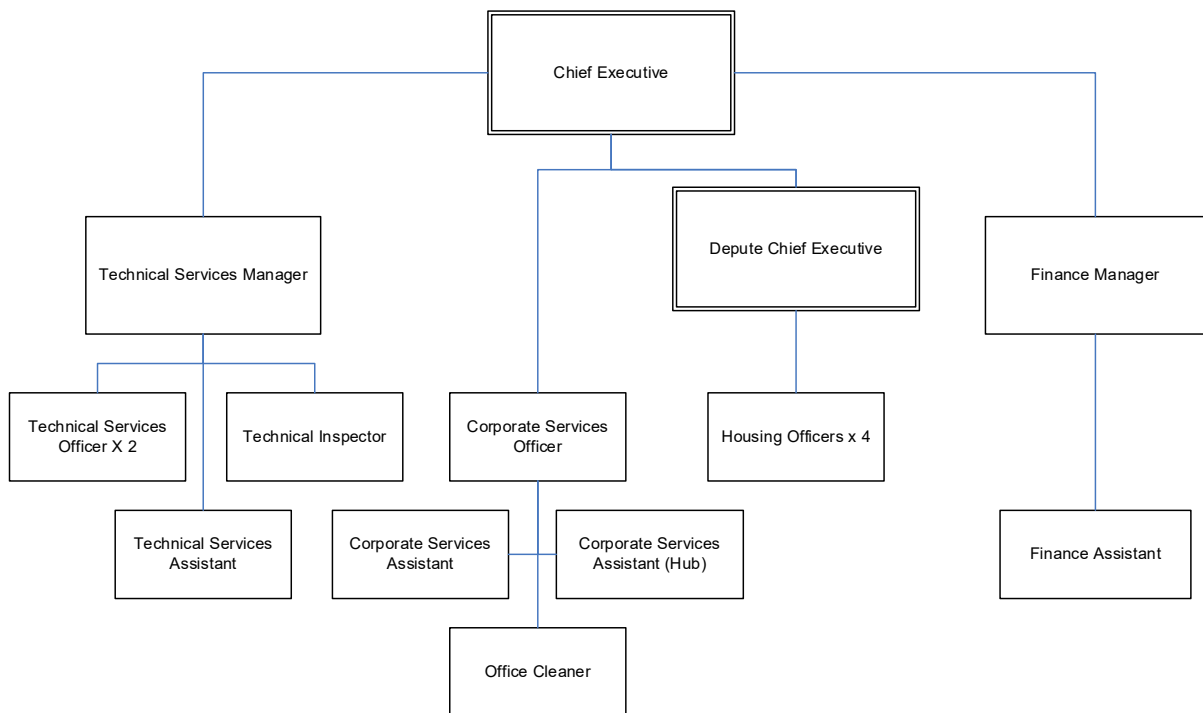 Chief Executive
Depute Chief Executive
Technical Services Manager
Finance Manager
Technical Services
Officer X 2
Technical Inspector
Corporate Services
Officer
Housing Officers x 4
Technical Services
Assistant
Corporate Services
Assistant
Corporate Services
Assistant (Hub)
Finance Assistant
Office Cleaner